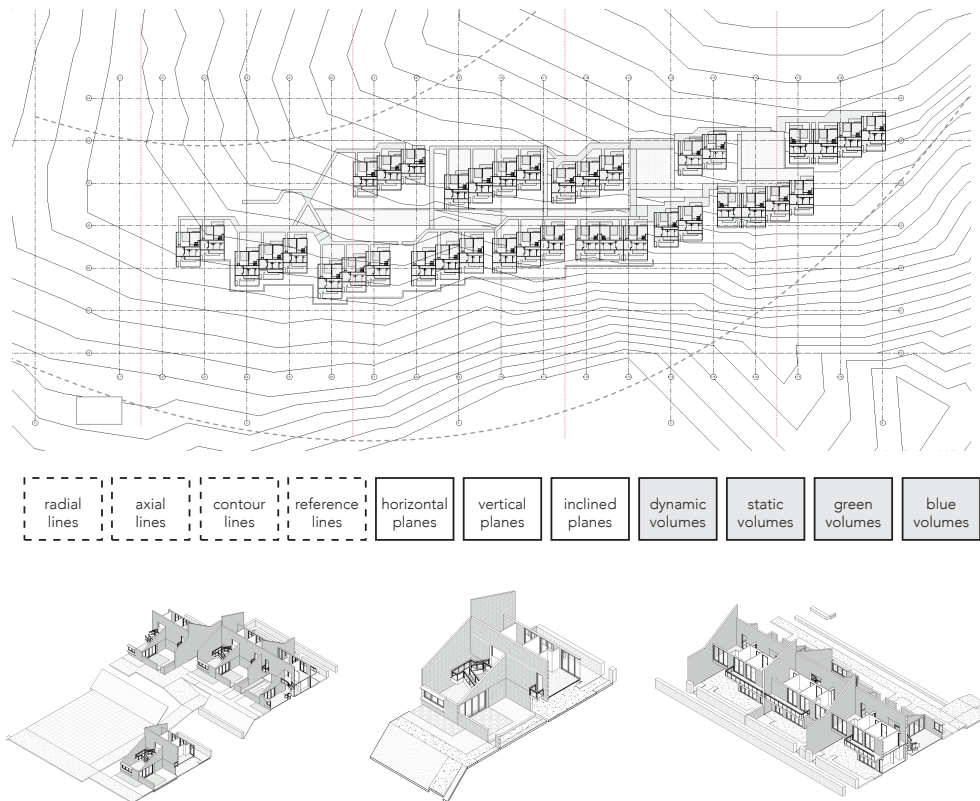 radial
lines
axial
lines
contour
lines
reference
lines
horizontal
planes
vertical
planes
inclined
planes
dynamic
volumes
static
volumes
green
volumes
blue
volumes